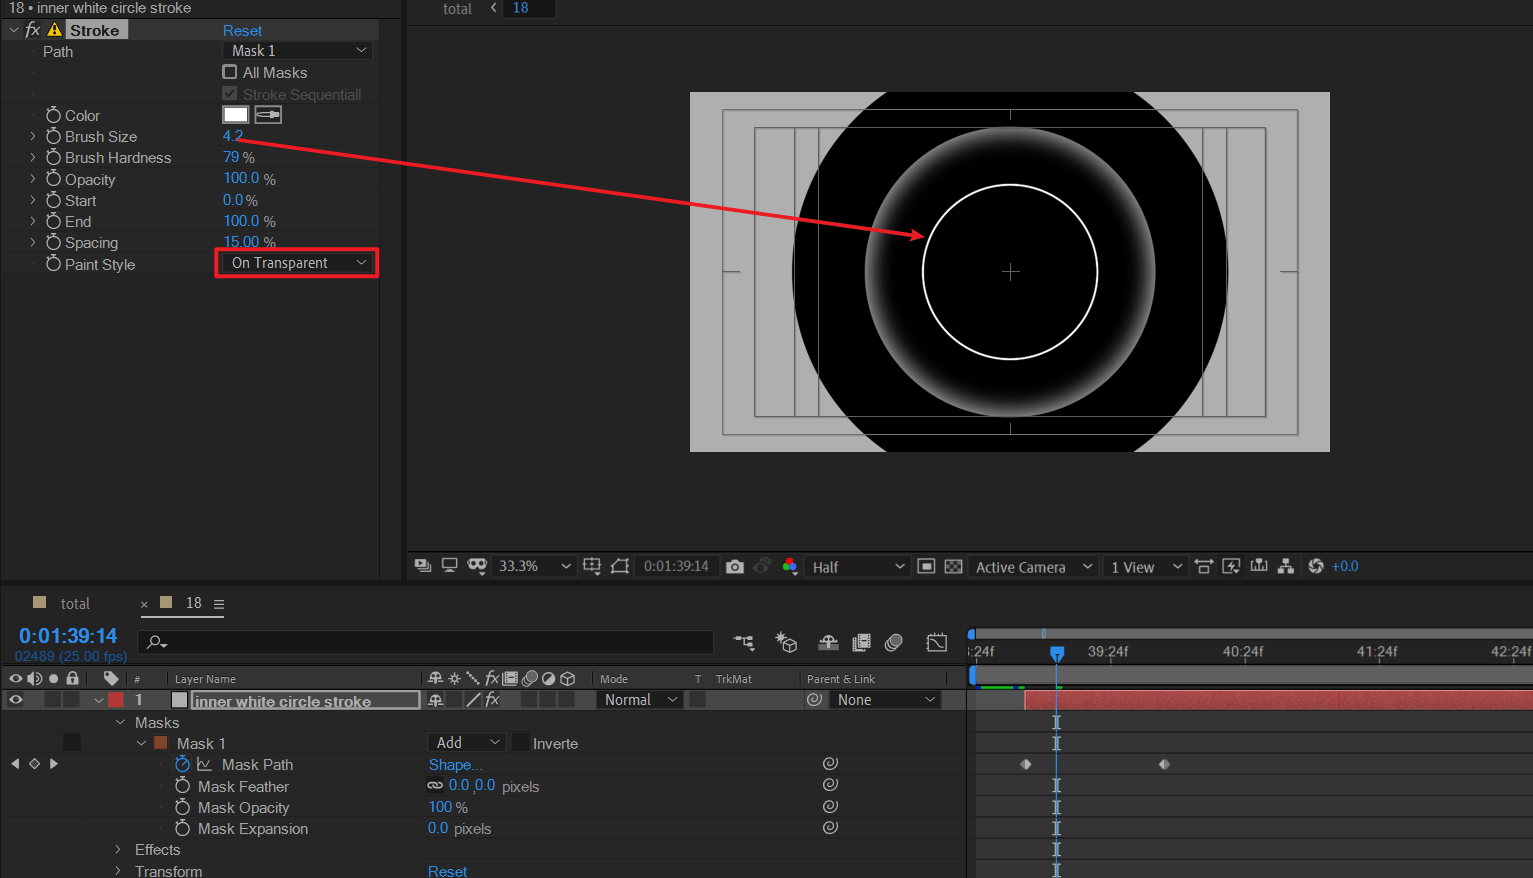 18 • inner white circle stroke
total 18
fx Stroke Reset
Path Mask 1
All Masks
Stroke Sequentiall
Color
Brush Size 4.2
Brush Hardness 79 %
Opacity 100.0 %
Start 0.0 %
End 100.0 %
Spacing 15.00 %
Paint Style On Transparent
33.3% 0:01:39:14 Half Active Camera 1 View +0.0
total × 18
0:01:39:14
02489 (25.00 fps)
:24f 39:24f 40:24f 41:24f 42:24f
# Layer Name fx Mode T TrkMat Parent & Link
1 inner white circle stroke fx Normal None
Masks
Mask 1 Add Inverte
Mask Path Shape...
Mask Feather 0.0 ,0.0 pixels
Mask Opacity 100 %
Mask Expansion 0.0 pixels
Effects
Transform Reset